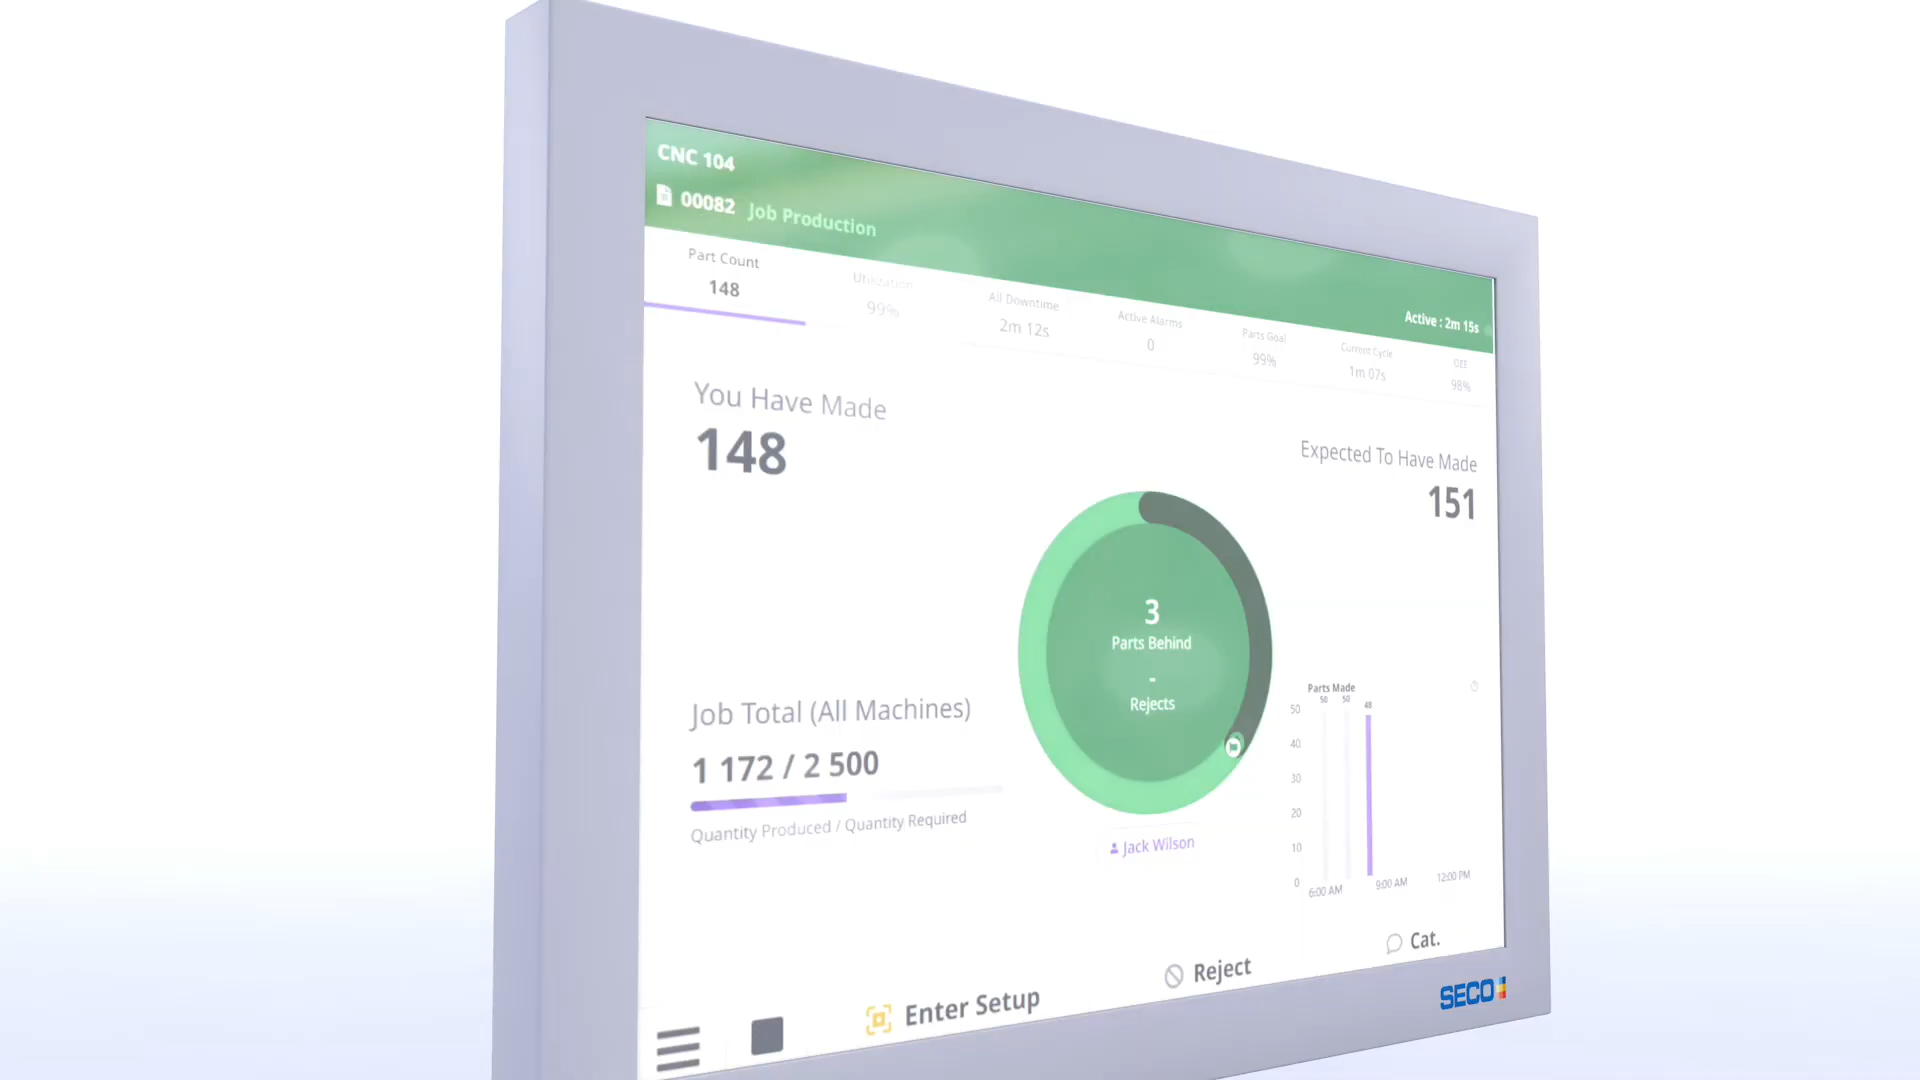 CNC 104
00082 Job Production
Active : 2m 15s
Part Count
148
Utilization
99%
All Downtime
2m 12s
Active Alarms
0
Parts Goal
99%
Current Cycle
1m 07s
OEE
98%
You Have Made
148
Expected To Have Made
151
3
Parts Behind
-
Rejects
Job Total (All Machines)
1 172 / 2 500
Quantity Produced / Quantity Required
Jack Wilson
Parts Made
50 50 48
50
40
30
20
10
0
6:00 AM 9:00 AM 12:00 PM
Enter Setup
Reject
Cat.
SECO